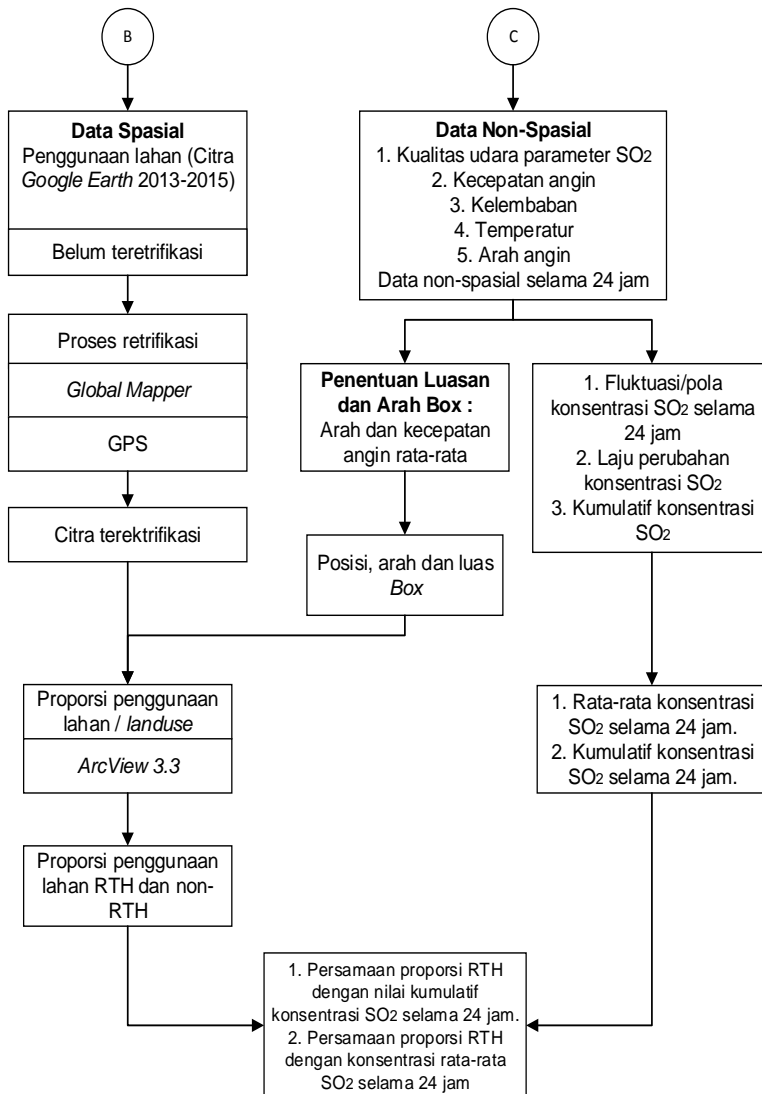 B
C
Data Spasial
Penggunaan lahan (Citra
Google Earth 2013-2015)
Belum teretrifikasi
Data Non-Spasial
1. Kualitas udara parameter SO2
2. Kecepatan angin
3. Kelembaban
4. Temperatur
5. Arah angin
Data non-spasial selama 24 jam
Proses retrifikasi
Global Mapper
GPS
Penentuan Luasan
dan Arah Box :
Arah dan kecepatan
angin rata-rata
1. Fluktuasi/pola
konsentrasi SO2 selama
24 jam
2. Laju perubahan
konsentrasi SO2
3. Kumulatif konsentrasi
SO2
Citra terektrifikasi
Posisi, arah dan luas
Box
Proporsi penggunaan
lahan / landuse
ArcView 3.3
1. Rata-rata konsentrasi
SO2 selama 24 jam.
2. Kumulatif konsentrasi
SO2 selama 24 jam.
Proporsi penggunaan
lahan RTH dan non-
RTH
1. Persamaan proporsi RTH
dengan nilai kumulatif
konsentrasi SO2 selama 24 jam.
2. Persamaan proporsi RTH
dengan konsentrasi rata-rata
SO2 selama 24 jam